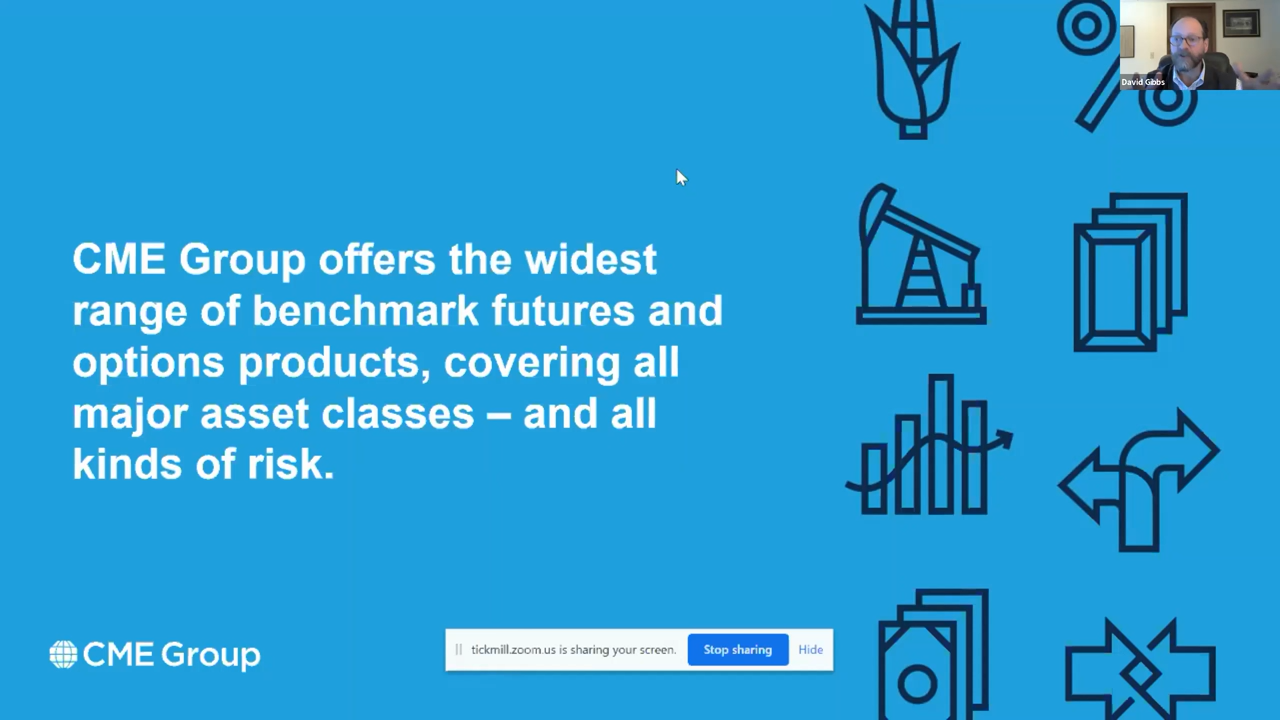 David Gibbs
CME Group offers the widest
range of benchmark futures and
options products, covering all
major asset classes – and all
kinds of risk.
CME Group
tickmill.zoom.us is sharing your screen.
Stop sharing
Hide